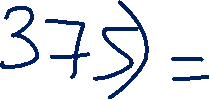 375) =